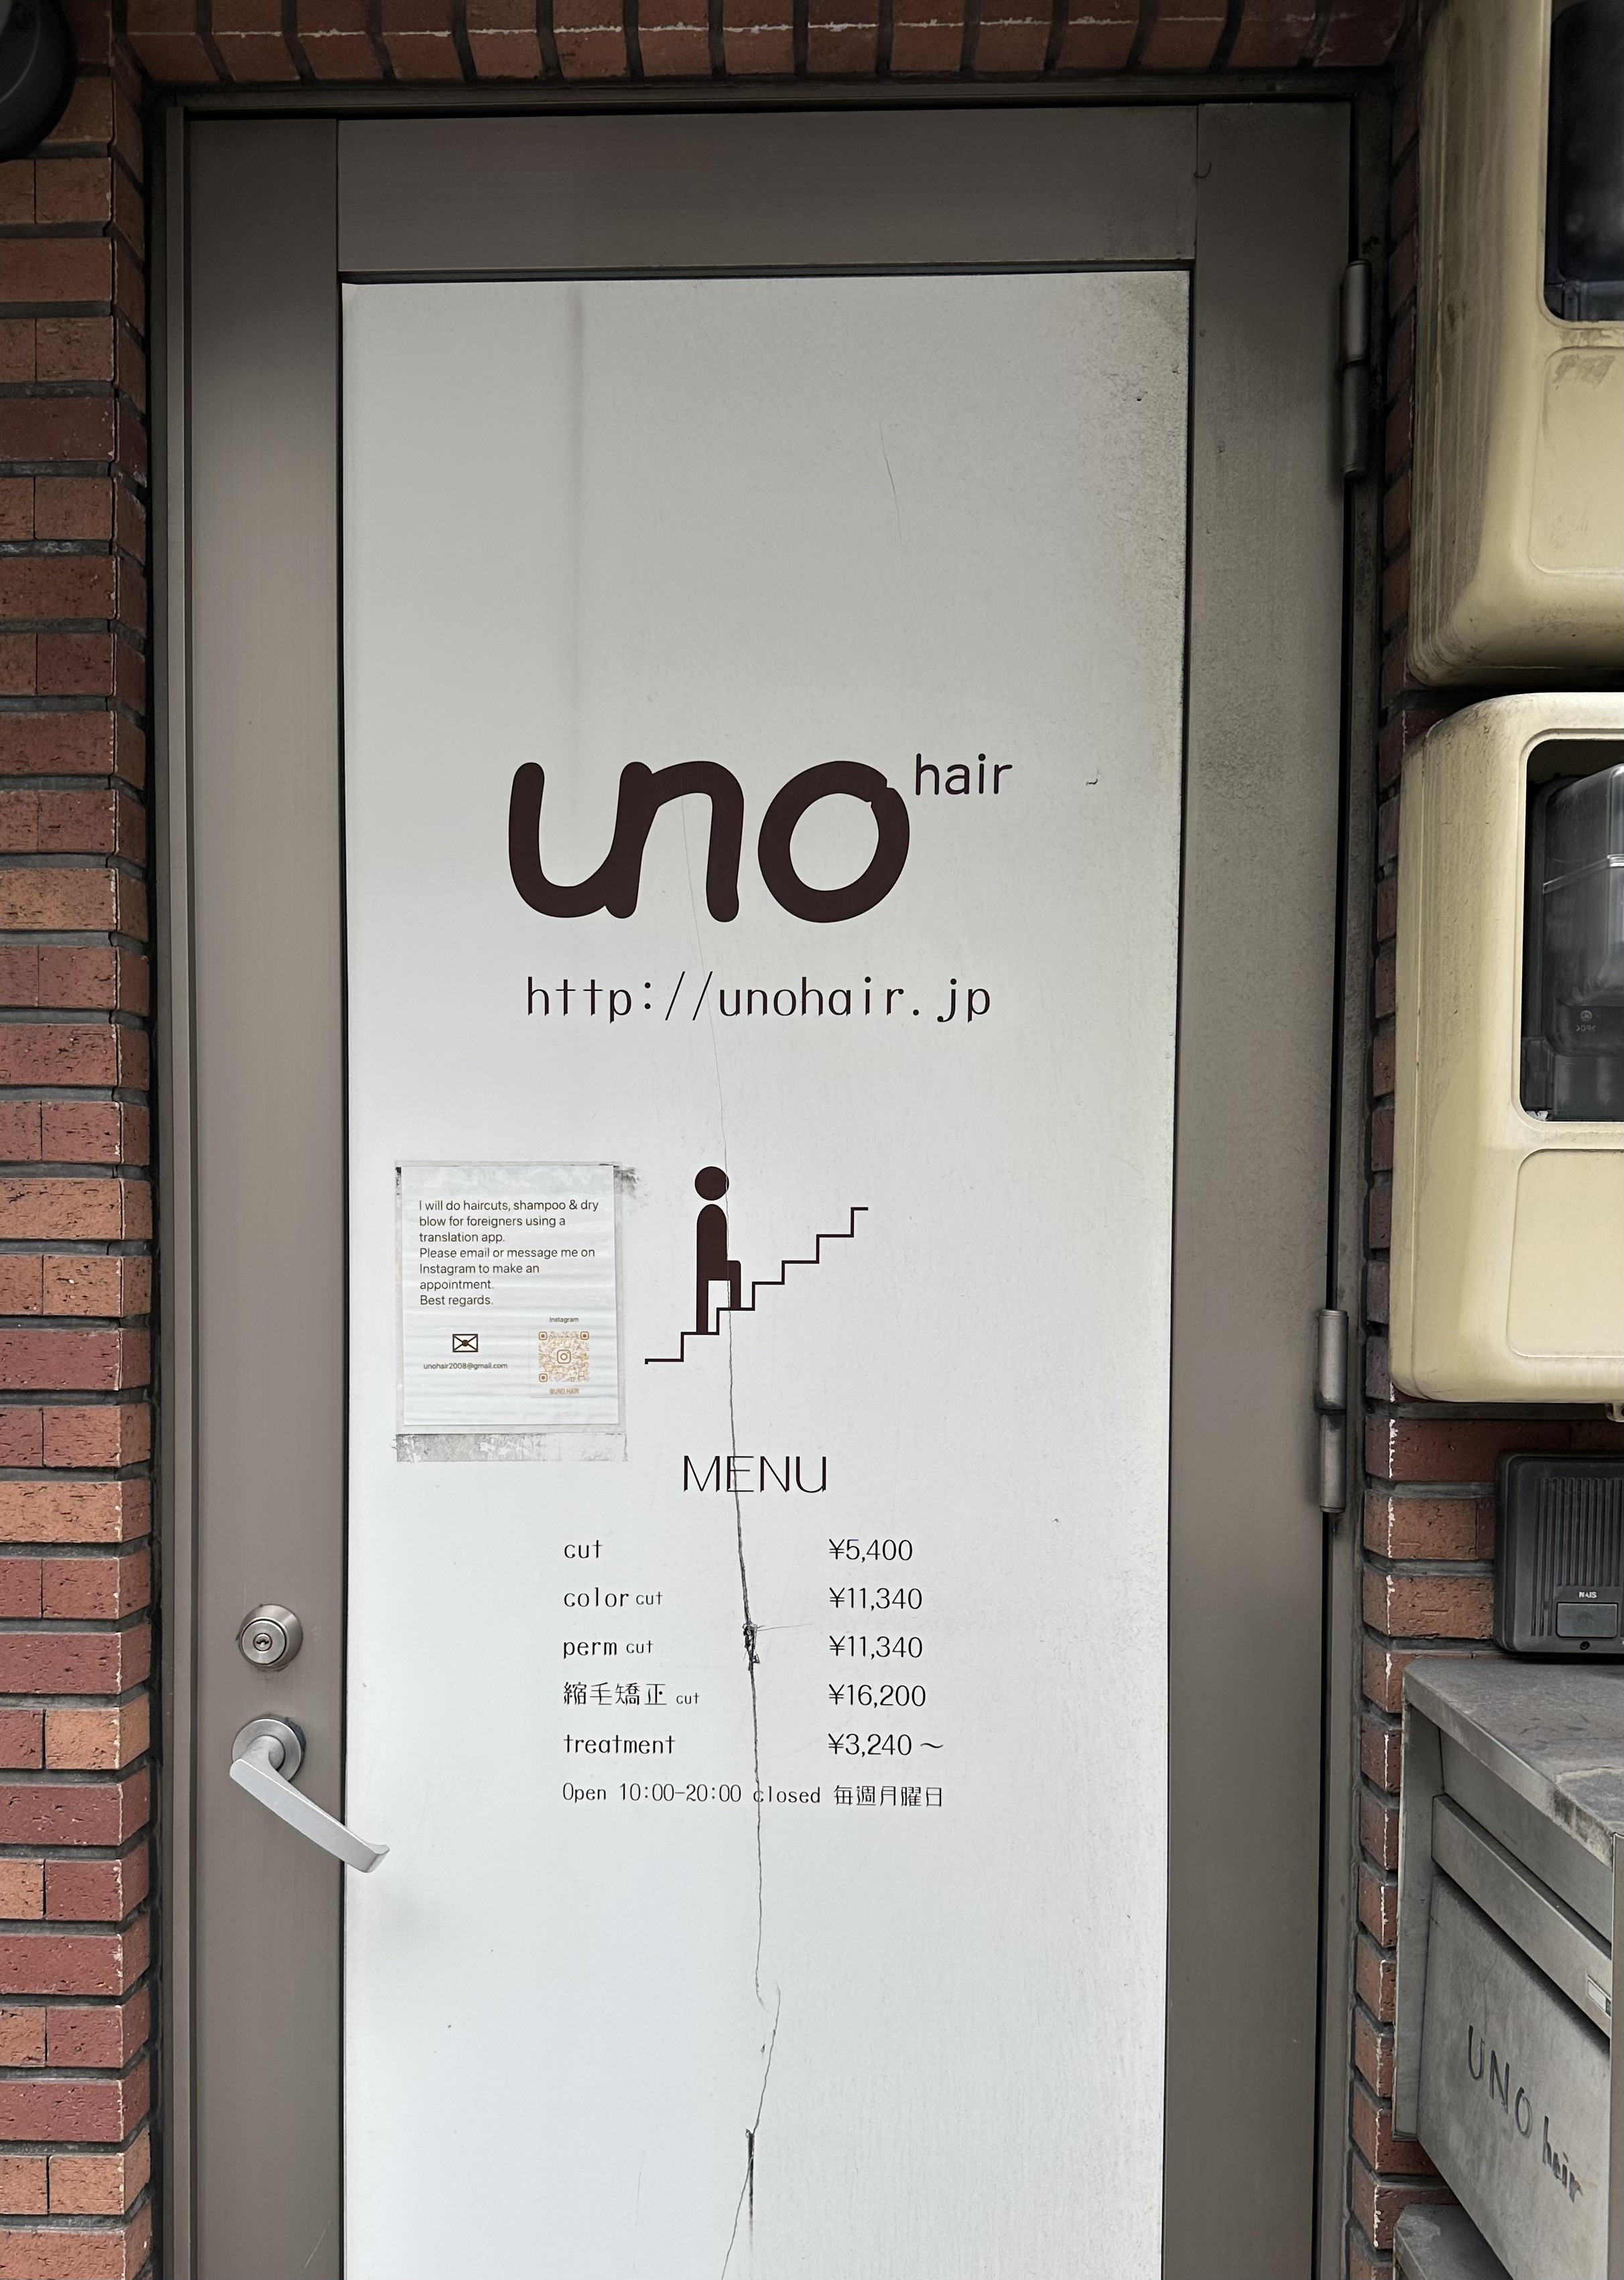 uno hair
http://unohair.jp
I will do haircuts, shampoo & dry
blow for foreigners using a
translation app.
Please email or message me on
Instagram to make an
appointment.
Best regards.
Instagram
unohair2008@gmail.com
@UNO.HAIR
MENU
cut ¥5,400
color cut ¥11,340
perm cut ¥11,340
縮毛矯正 cut ¥16,200
treatment ¥3,240～
Open 10:00-20:00 closed 毎週月曜日
NAIS
UNO hair